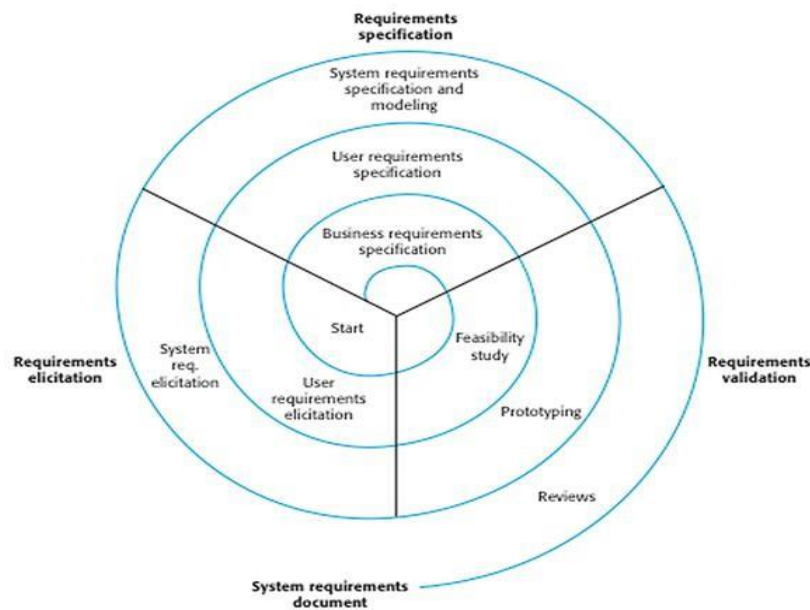 Requirements
specification
System requirements
specification and
modeling
User requirements
specification
Business requirements
specification
Start
Feasibility
study
Requirements
elicitation
System
req.
elicitation
User
requirements
elicitation
Requirements
validation
Prototyping
Reviews
System requirements
document